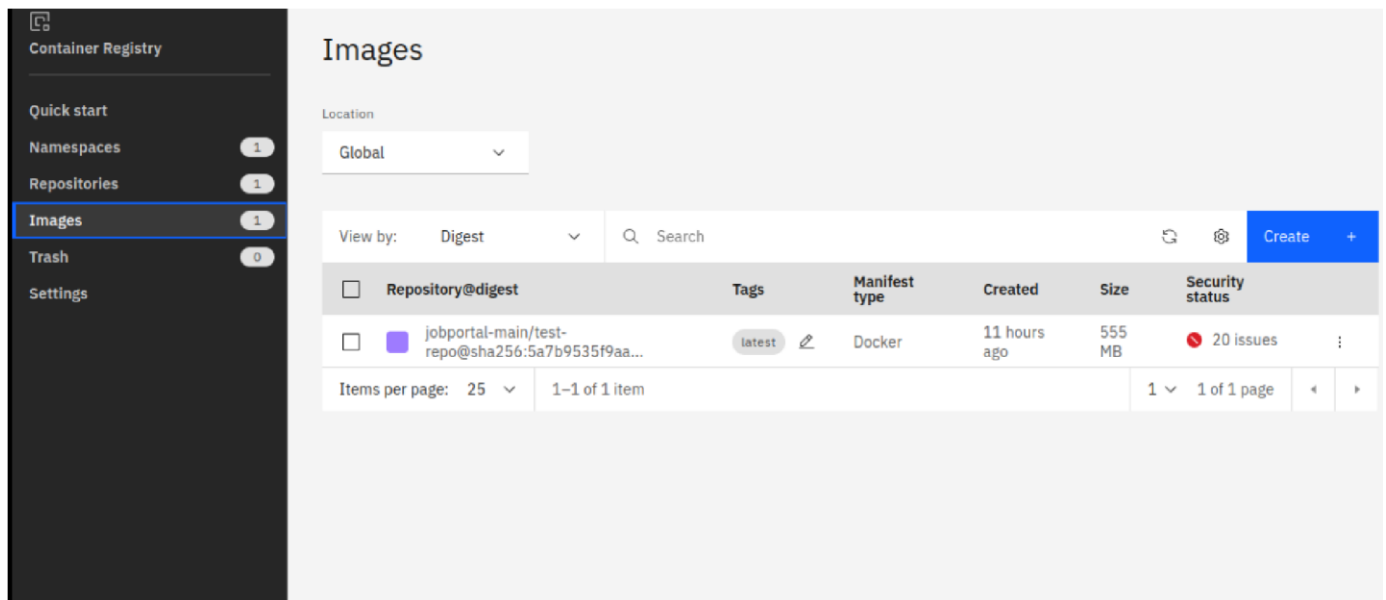 Container Registry
Quick start
Namespaces 1
Repositories 1
Images 1
Trash 0
Settings
Images
Location
Global
View by: Digest Search Create +
Repository@digest Tags Manifest type Created Size Security status
jobportal-main/test-
repo@sha256:5a7b9535f9aa... latest Docker 11 hours ago 555 MB 20 issues
Items per page: 25 1–1 of 1 item 1 1 of 1 page